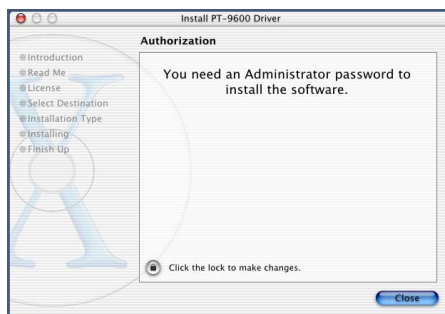 Install PT-9600 Driver
Authorization
Introduction
Read Me
License
Select Destination
Installation Type
Installing
Finish Up
You need an Administrator password to
install the software.
Click the lock to make changes.
Close